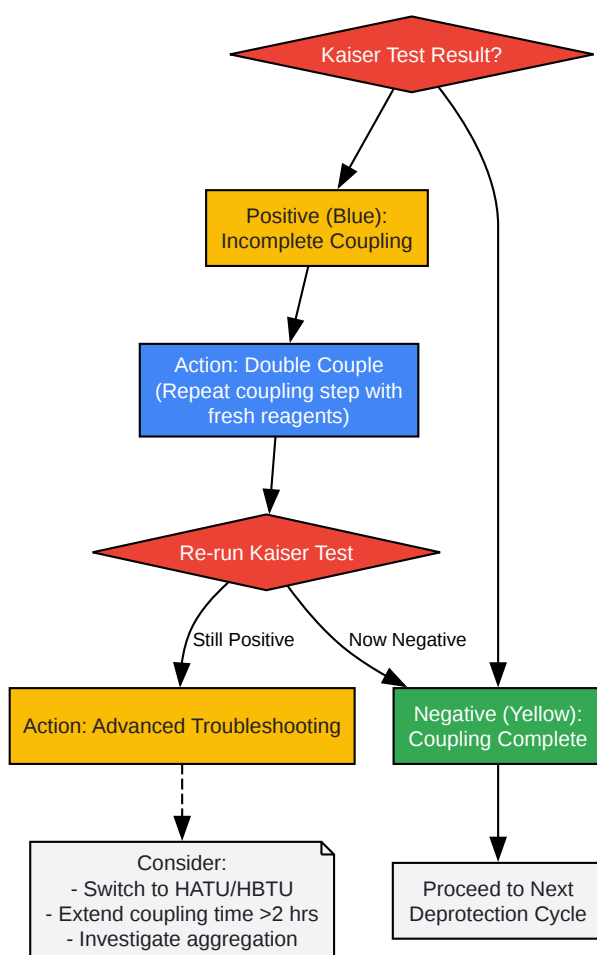 Kaiser Test Result?
Positive (Blue):
Incomplete Coupling
Action: Double Couple
(Repeat coupling step with
fresh reagents)
Re-run Kaiser Test
Still Positive
Now Negative
Action: Advanced Troubleshooting
Negative (Yellow):
Coupling Complete
Consider:
- Switch to HATU/HBTU
- Extend coupling time >2 hrs
- Investigate aggregation
Proceed to Next
Deprotection Cycle